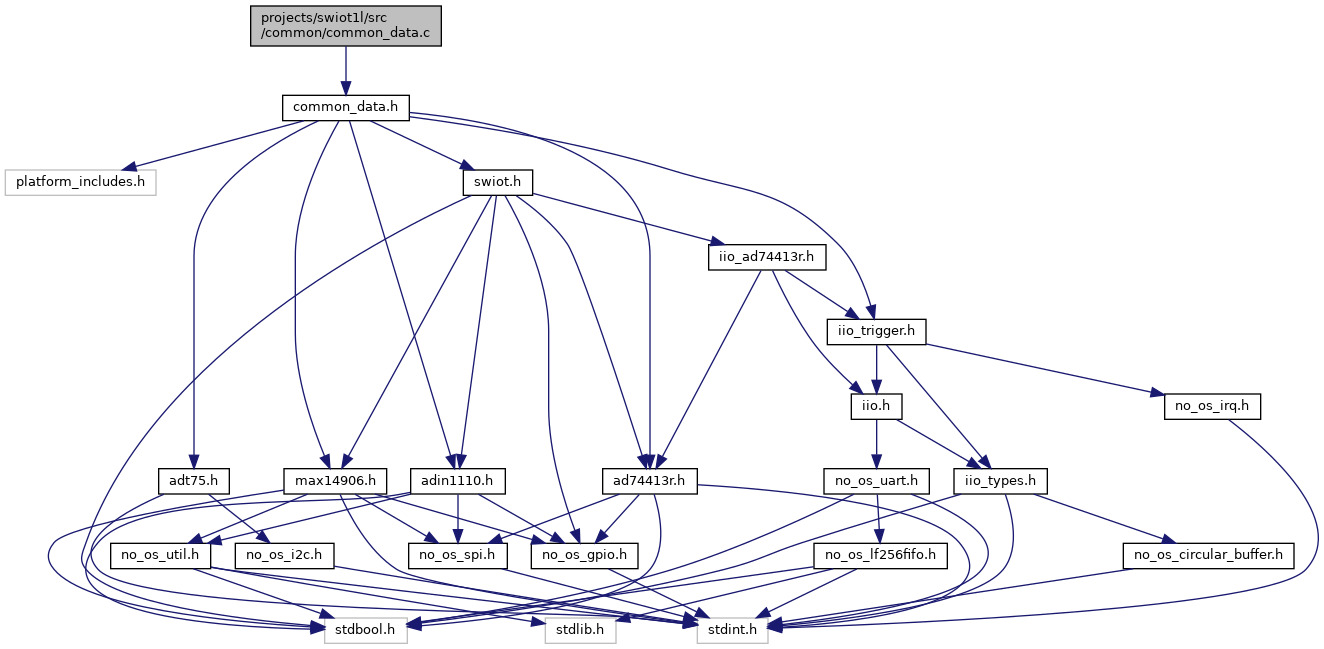 projects/swiot1l/src
/common/common_data.c
common_data.h
platform_includes.h
swiot.h
iio_ad74413r.h
iio_trigger.h
iio.h
no_os_irq.h
adt75.h
max14906.h
adin1110.h
ad74413r.h
no_os_uart.h
iio_types.h
no_os_util.h
no_os_i2c.h
no_os_spi.h
no_os_gpio.h
no_os_lf256fifo.h
no_os_circular_buffer.h
stdbool.h
stdlib.h
stdint.h